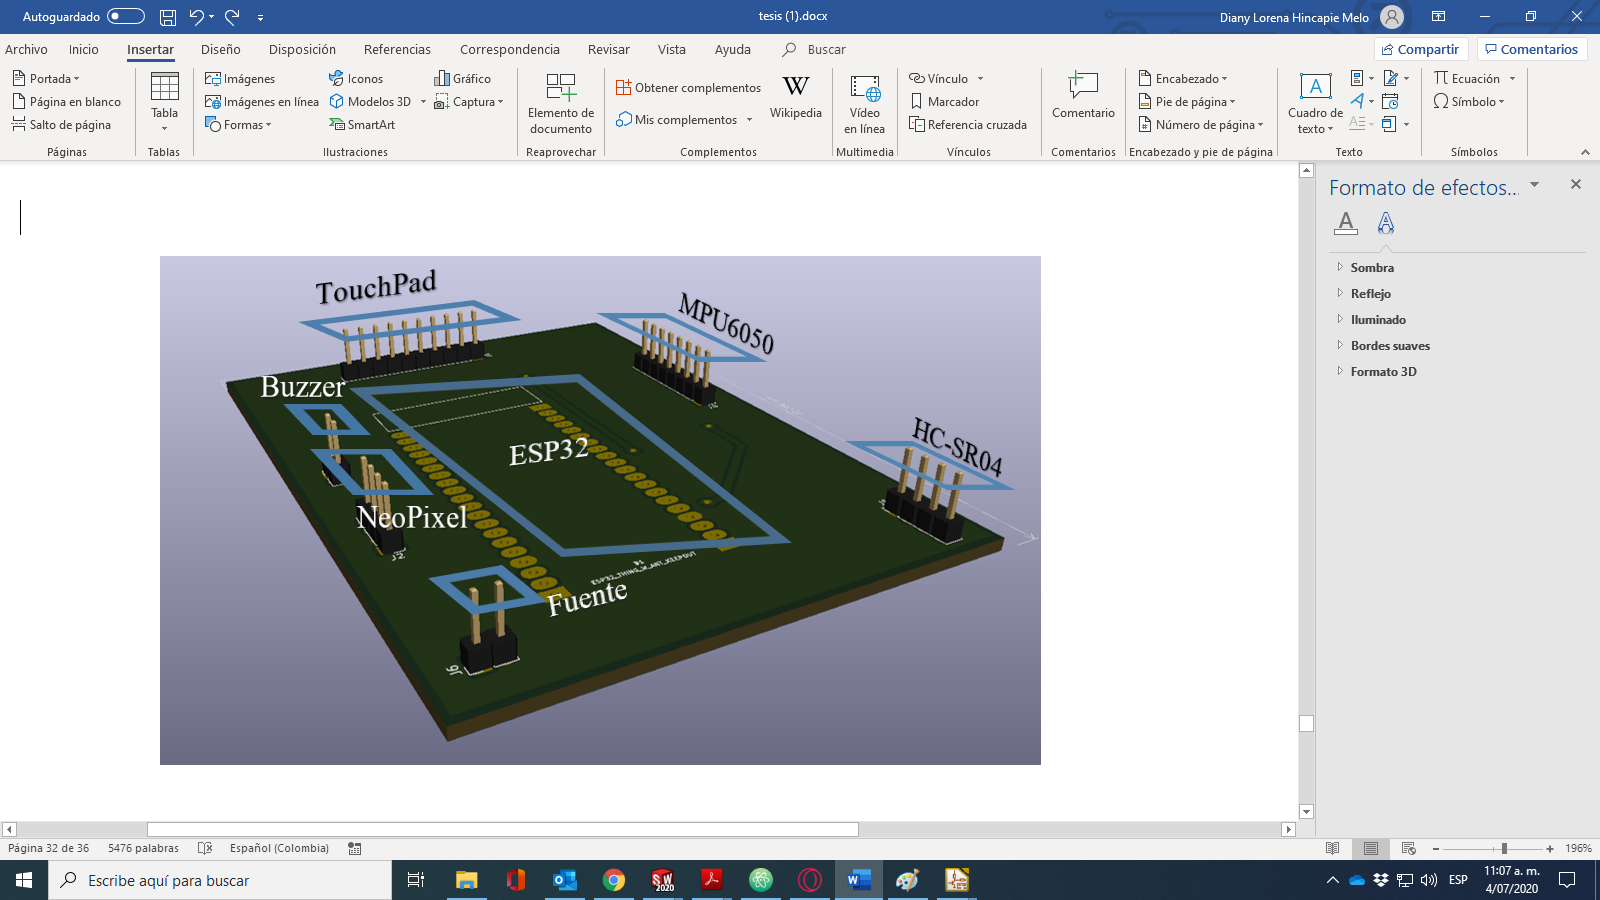 Autoguardado
tesis (1).docx
Diany Lorena Hincapie Melo
Archivo Inicio Insertar Diseño Disposición Referencias Correspondencia Revisar Vista Ayuda Buscar
Compartir Comentarios
Portada
Página en blanco
Salto de página
Páginas
Tabla
Tablas
Imágenes
Imágenes en línea
Formas
Iconos
Modelos 3D
SmartArt
Gráfico
Captura
Ilustraciones
Elemento de
documento
Reaprovechar
Obtener complementos
Mis complementos
W
Wikipedia
Complementos
Vídeo
en línea
Multimedia
Vínculo
Marcador
Referencia cruzada
Vínculos
Comentario
Comentarios
Encabezado
Pie de página
Número de página
Encabezado y pie de página
Cuadro de
texto
Texto
Ecuación
Símbolo
Símbolos
TouchPad
MPU6050
Buzzer
ESP32
HC-SR04
NeoPixel
J2
ESP32_THING_W_ANT_KEEPOUT
Fuente
J6
Formato de efectos...
Sombra
Reflejo
Iluminado
Bordes suaves
Formato 3D
Página 32 de 36 5476 palabras Español (Colombia)
196%
Escribe aquí para buscar
SW
2020
ESP
11:07 a. m.
4/07/2020